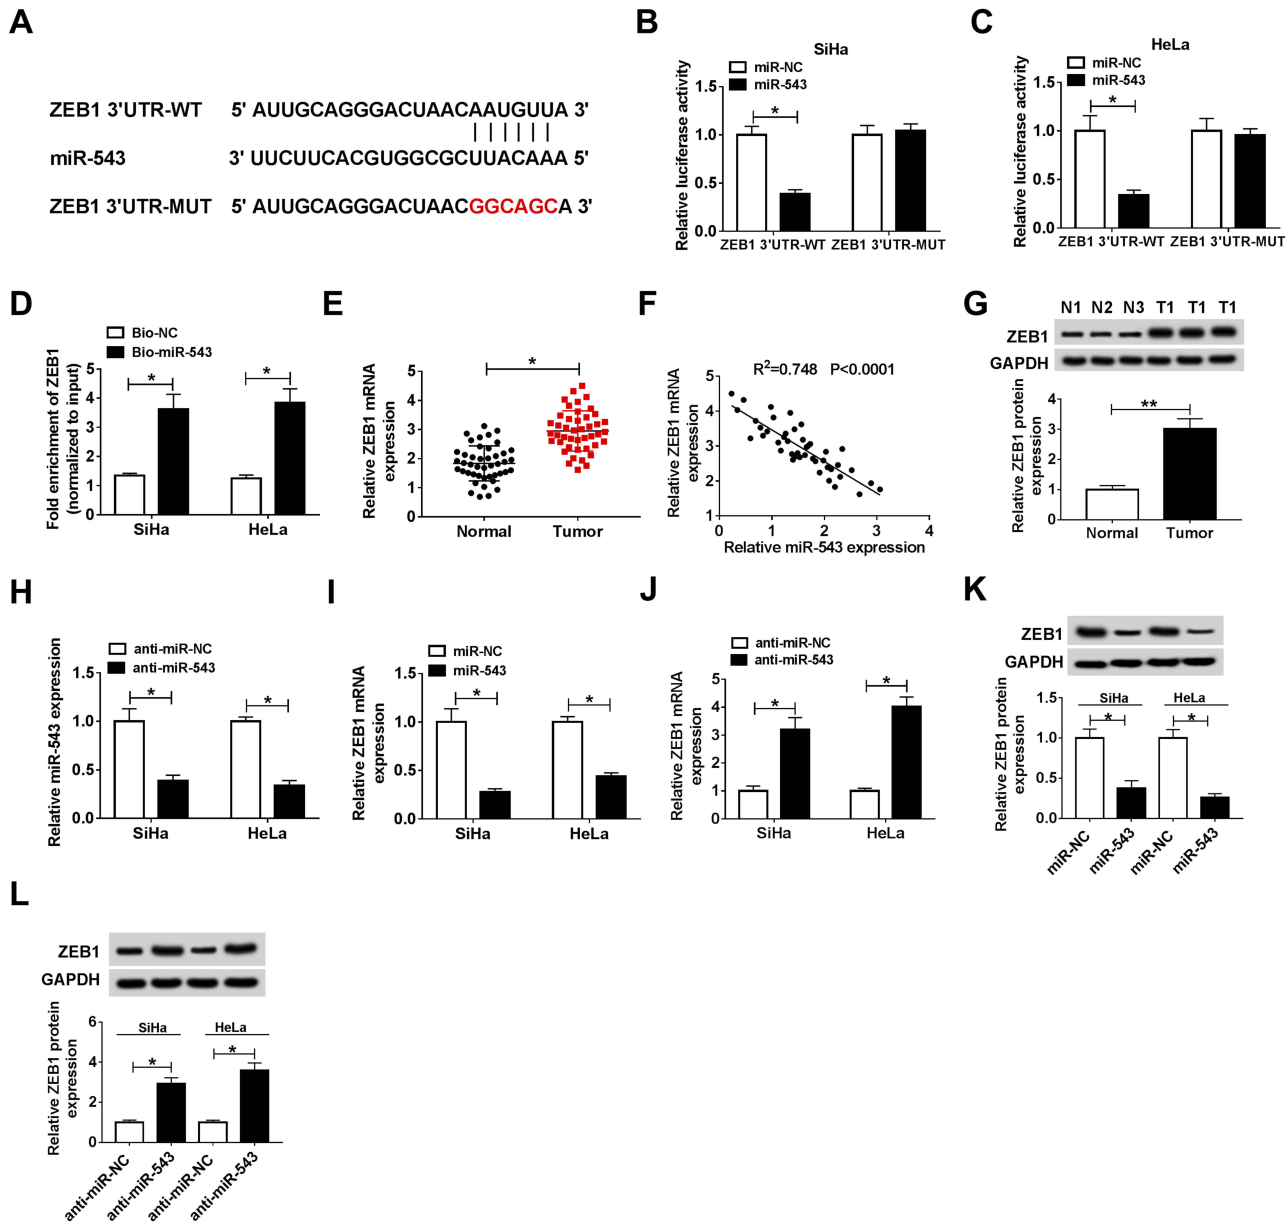 A
ZEB1 3'UTR-WT 5' AUUGCAGGGACUAACAAUGUUA 3'
miR-543 3' UUCUUCACGUGGCGCUUACAAA 5'
ZEB1 3'UTR-MUT 5' AUUGCAGGGACUAACGGCAGCA 3'
B
SiHa
miR-NC
miR-543
Relative luciferase activity
1.5
1.0
0.5
0.0
*
ZEB1 3'UTR-WT ZEB1 3'UTR-MUT
C
HeLa
miR-NC
miR-543
Relative luciferase activity
1.5
1.0
0.5
0.0
*
ZEB1 3'UTR-WT ZEB1 3'UTR-MUT
D
Bio-NC
Bio-miR-543
Fold enrichment of ZEB1
(normalized to input)
5
4
3
2
1
0
* *
SiHa HeLa
E
Relative ZEB1 mRNA
expression
5
4
3
2
1
0
*
Normal Tumor
F
R2=0.748 P<0.0001
Relative ZEB1 mRNA
expression
5
4
3
2
1
0 1 2 3 4
Relative miR-543 expression
G
N1 N2 N3 T1 T1 T1
ZEB1
GAPDH
Relative ZEB1 protein
expression
4
3
2
1
0
**
Normal Tumor
H
anti-miR-NC
anti-miR-543
Relative miR-543 expression
1.5
1.0
0.5
0.0
* *
SiHa HeLa
I
miR-NC
miR-543
Relative ZEB1 mRNA
expression
1.5
1.0
0.5
0.0
* *
SiHa HeLa
J
anti-miR-NC
anti-miR-543
Relative ZEB1 mRNA
expression
5
4
3
2
1
0
* *
SiHa HeLa
K
ZEB1
GAPDH
Relative ZEB1 protein
expression
1.5
1.0
0.5
0.0
SiHa HeLa
* *
miR-NC miR-543 miR-NC miR-543
L
ZEB1
GAPDH
Relative ZEB1 protein
expression
6
4
2
0
SiHa HeLa
* *
anti-miR-NC anti-miR-543 anti-miR-NC anti-miR-543